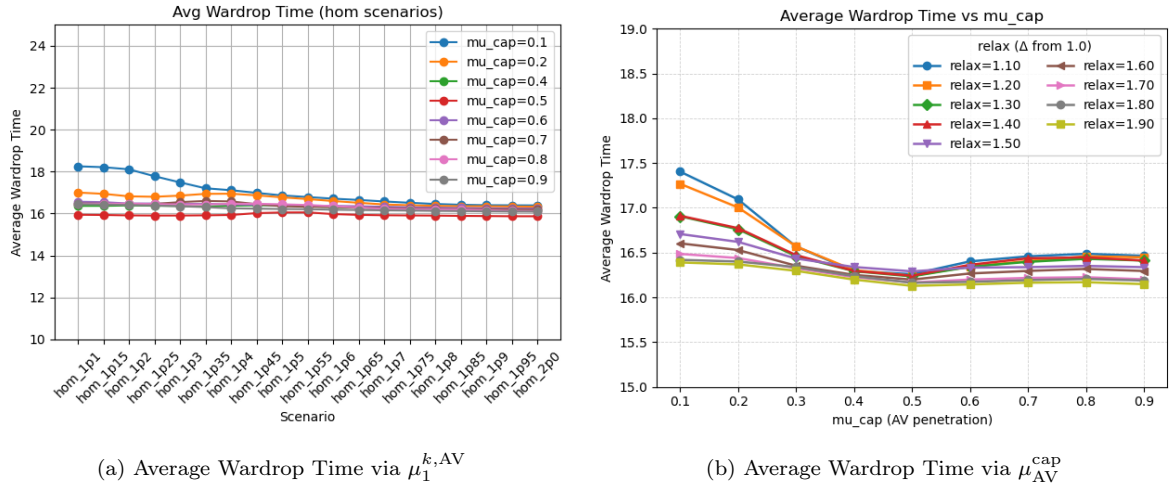 Avg Wardrop Time (hom scenarios)
24
22
20
18
16
14
12
10
Average Wardrop Time
mu_cap=0.1
mu_cap=0.2
mu_cap=0.4
mu_cap=0.5
mu_cap=0.6
mu_cap=0.7
mu_cap=0.8
mu_cap=0.9
hom_1p1
hom_1p15
hom_1p2
hom_1p25
hom_1p3
hom_1p35
hom_1p4
hom_1p45
hom_1p5
hom_1p55
hom_1p6
hom_1p65
hom_1p7
hom_1p75
hom_1p8
hom_1p85
hom_1p9
hom_1p95
hom_2p0
Scenario
(a) Average Wardrop Time via μ₁^{k,AV}
Average Wardrop Time vs mu_cap
19.0
18.5
18.0
17.5
17.0
16.5
16.0
15.5
15.0
Average Wardrop Time
relax (Δ from 1.0)
relax=1.10
relax=1.20
relax=1.30
relax=1.40
relax=1.50
relax=1.60
relax=1.70
relax=1.80
relax=1.90
0.1 0.2 0.3 0.4 0.5 0.6 0.7 0.8 0.9
mu_cap (AV penetration)
(b) Average Wardrop Time via μ_{AV}^{cap}